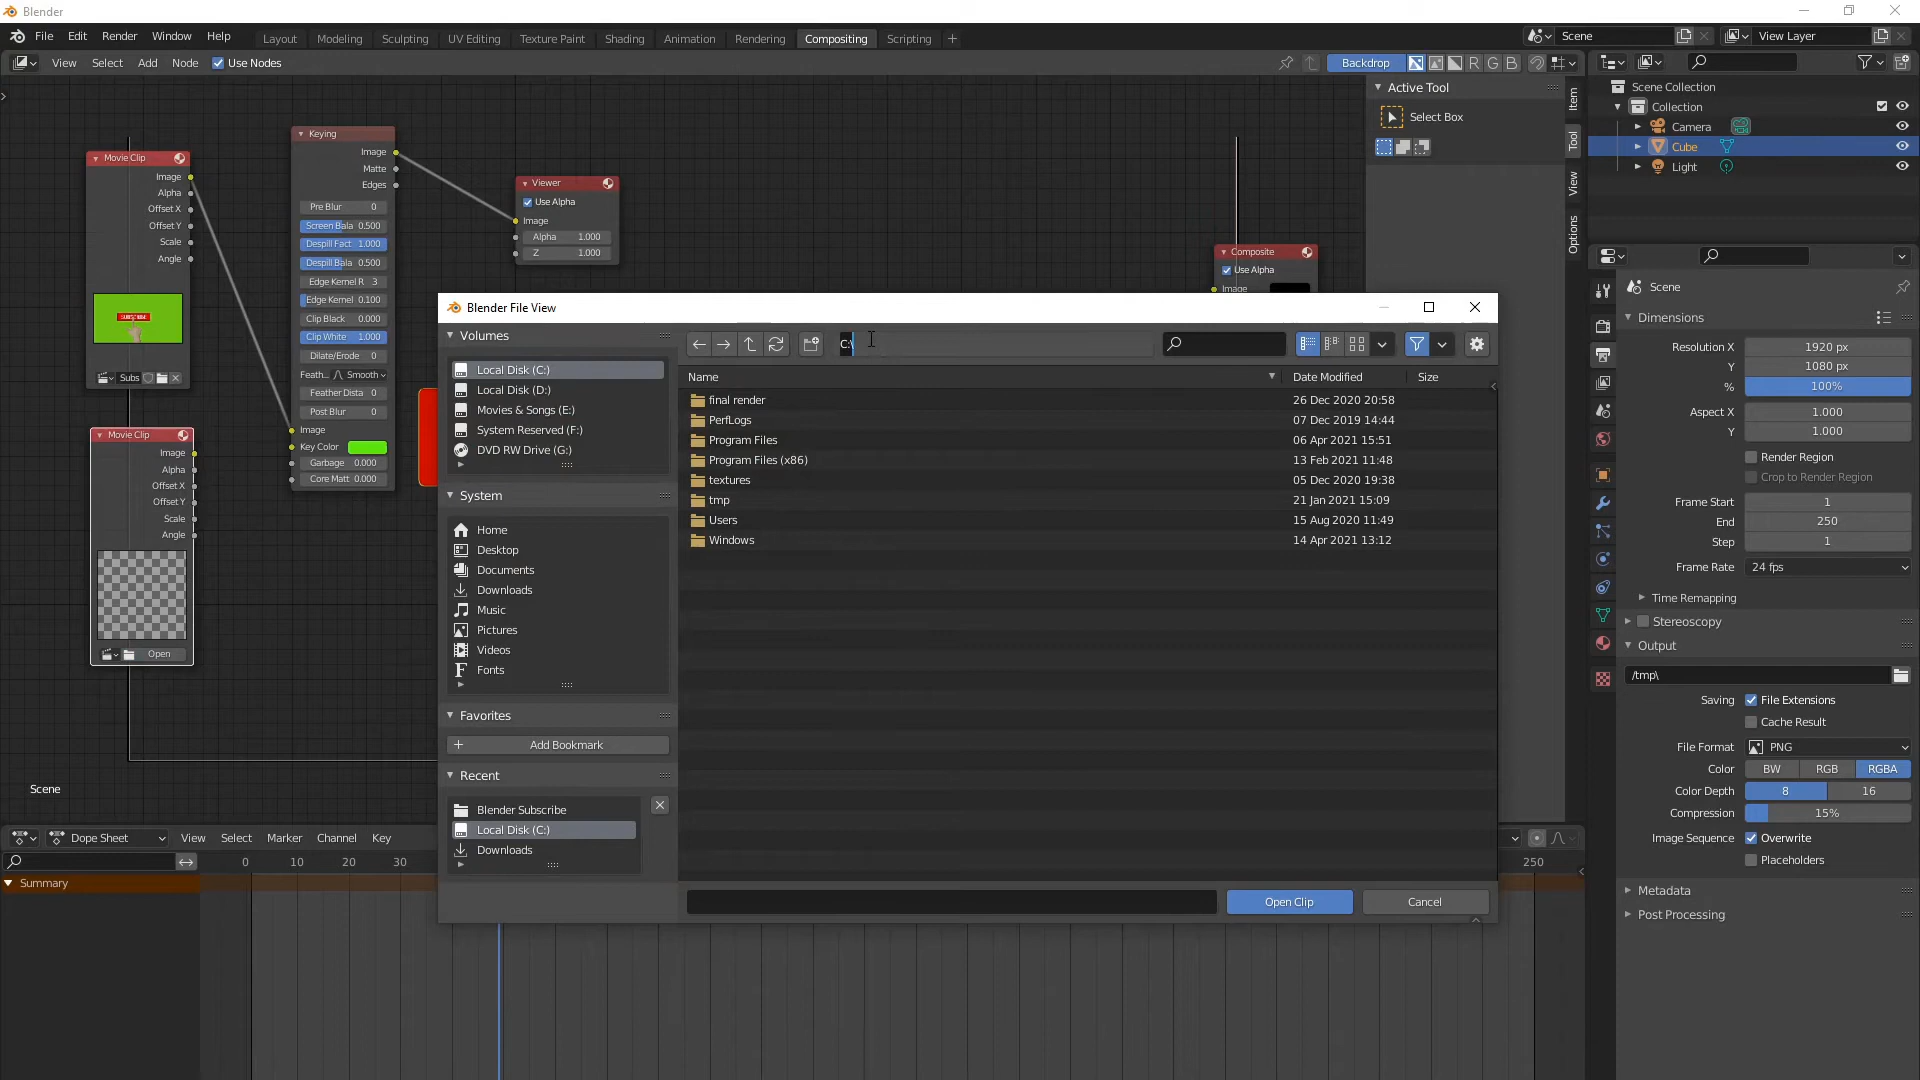 Blender
File Edit Render Window Help Layout Modeling Sculpting UV Editing Texture Paint Shading Animation Rendering Compositing Scripting + Scene View Layer
View Select Add Node Use Nodes Backdrop R G B
Active Tool
Select Box
Item
Tool
View
Options
Scene Collection
Collection
Camera
Cube
Light
Movie Clip
Image
Alpha
Offset X
Offset Y
Scale
Angle
SUBSCRIBE
Subs
Movie Clip
Image
Alpha
Offset X
Offset Y
Scale
Angle
Open
Keying
Image
Matte
Edges
Pre Blur 0
Screen Bala 0.500
Despill Fact 1.000
Despill Bala 0.500
Edge Kernel R 3
Edge Kernel 0.100
Clip Black 0.000
Clip White 1.000
Dilate/Erode 0
Feath... Smooth
Feather Dista 0
Post Blur 0
Image
Key Color
Garbage 0.000
Core Matt 0.000
Viewer
Use Alpha
Image
Alpha 1.000
Z 1.000
Composite
Use Alpha
Image
Blender File View
Volumes
Local Disk (C:)
Local Disk (D:)
Movies & Songs (E:)
System Reserved (F:)
DVD RW Drive (G:)
System
Home
Desktop
Documents
Downloads
Music
Pictures
Videos
Fonts
Favorites
Add Bookmark
Recent
Blender Subscribe
Local Disk (C:)
Downloads
C:\
Name Date Modified Size
final render 26 Dec 2020 20:58
PerfLogs 07 Dec 2019 14:44
Program Files 06 Apr 2021 15:51
Program Files (x86) 13 Feb 2021 11:48
textures 05 Dec 2020 19:38
tmp 21 Jan 2021 15:09
Users 15 Aug 2020 11:49
Windows 14 Apr 2021 13:12
Open Clip Cancel
Scene
Dimensions
Resolution X 1920 px
Y 1080 px
% 100%
Aspect X 1.000
Y 1.000
Render Region
Crop to Render Region
Frame Start 1
End 250
Step 1
Frame Rate 24 fps
Time Remapping
Stereoscopy
Output
/tmp\
Saving File Extensions
Cache Result
File Format PNG
Color BW RGB RGBA
Color Depth 8 16
Compression 15%
Image Sequence Overwrite
Placeholders
Metadata
Post Processing
Scene
Dope Sheet View Select Marker Channel Key
0 10 20 30 250
Summary